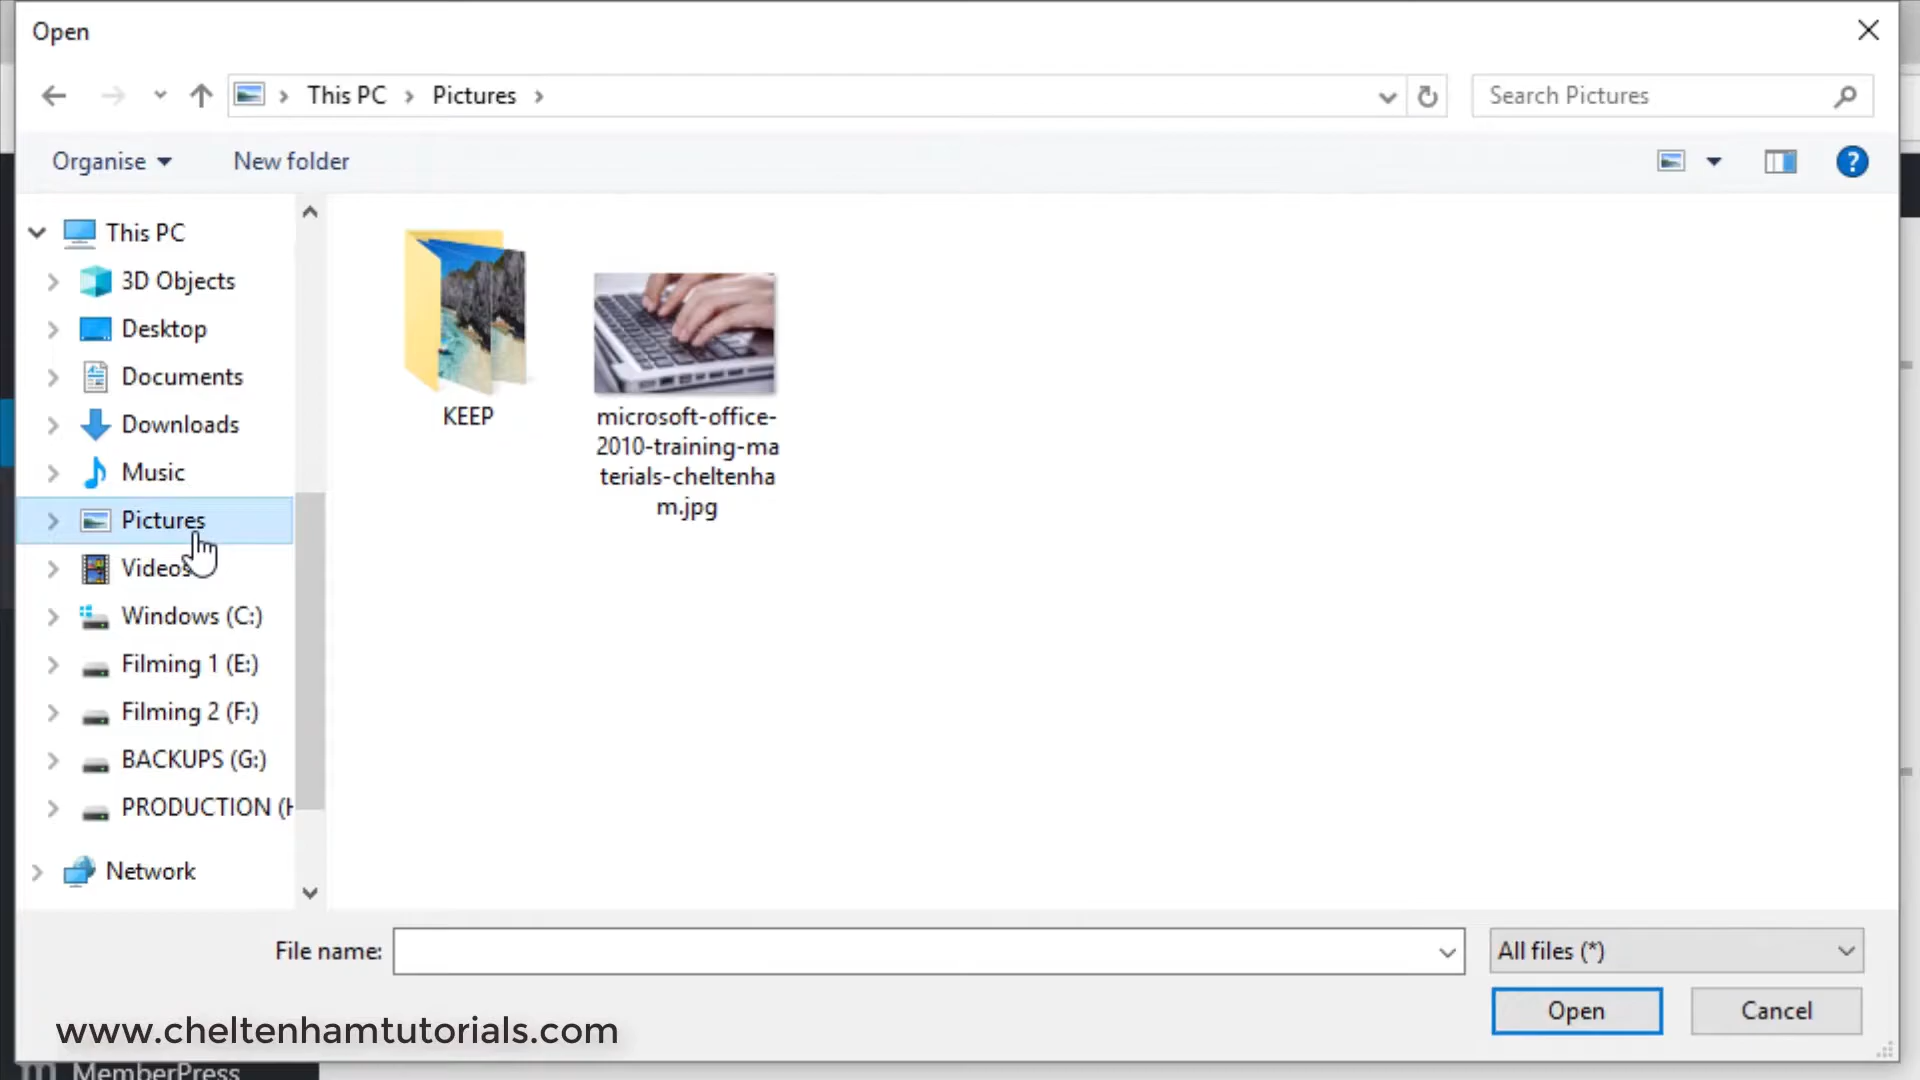 Open
This PC
Pictures
Search Pictures
Organise
New folder
?
This PC
3D Objects
Desktop
Documents
Downloads
Music
Pictures
Videos
Windows (C:)
Filming 1 (E:)
Filming 2 (F:)
BACKUPS (G:)
PRODUCTION (H
Network
KEEP
microsoft-office-
2010-training-ma
terials-cheltenha
m.jpg
File name:
All files (*)
Open
Cancel
www.cheltenhamtutorials.com
MemberPress